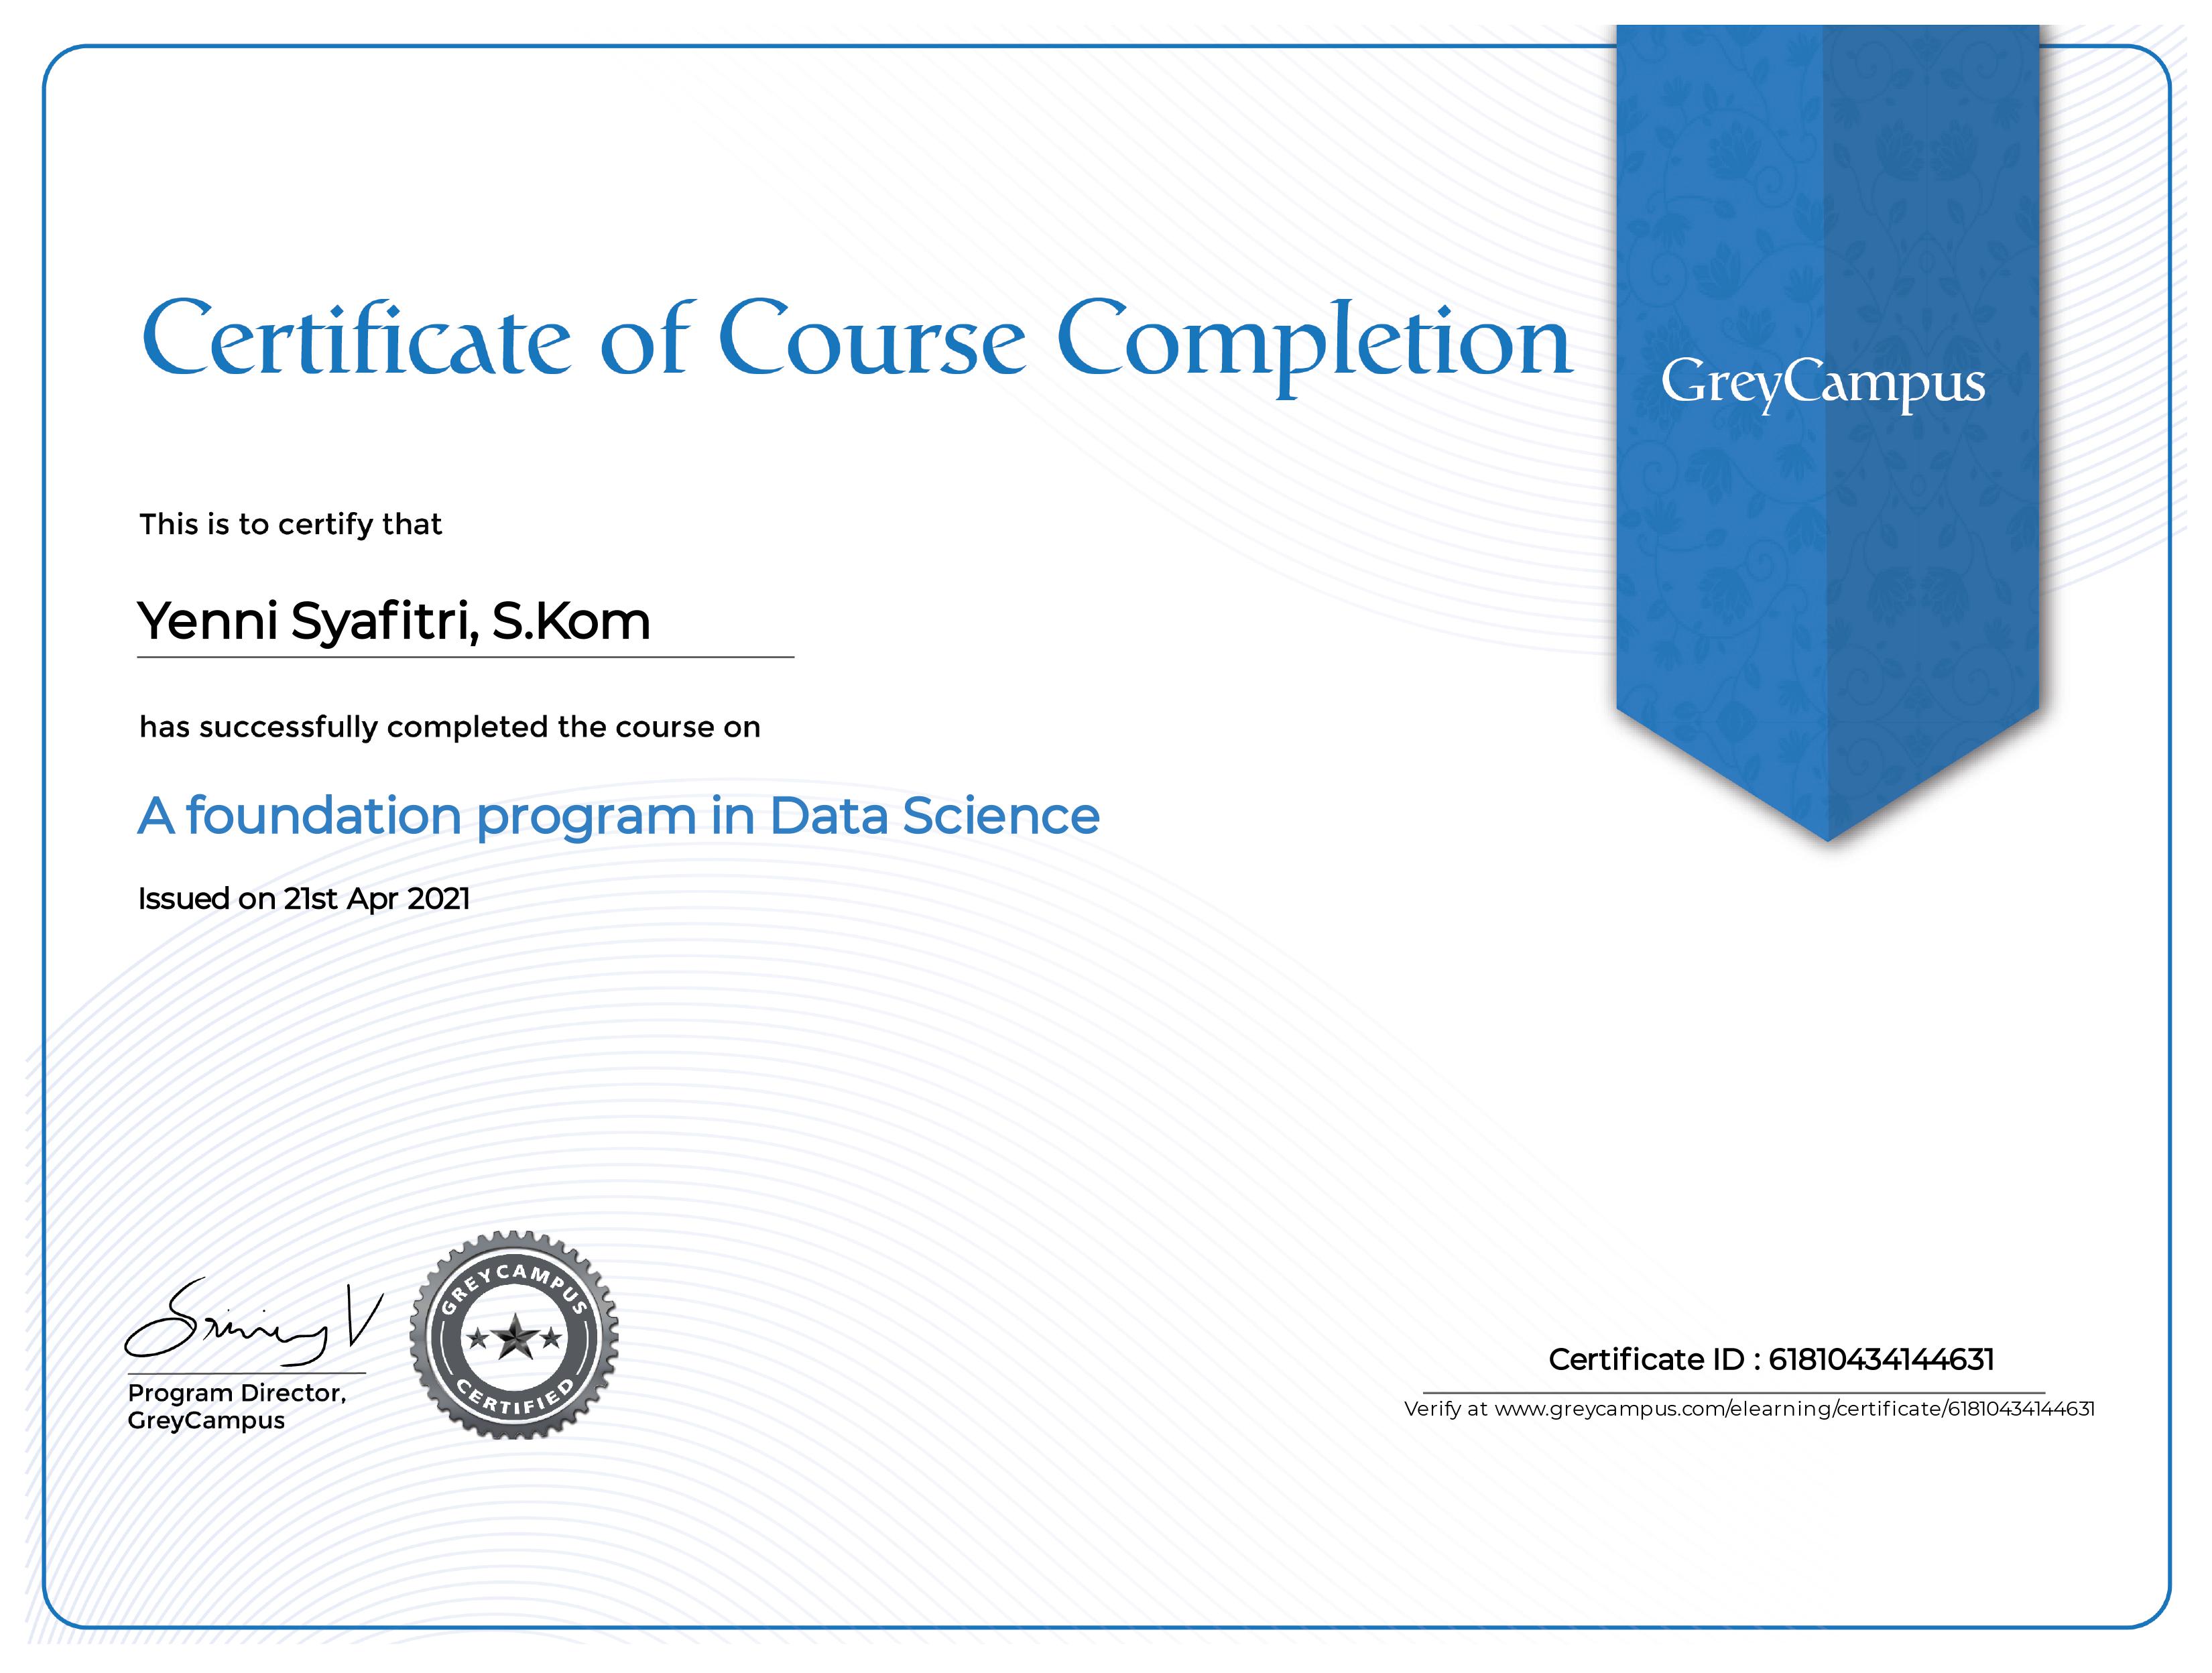 Certificate of Course Completion
GreyCampus
This is to certify that
Yenni Syafitri, S.Kom
has successfully completed the course on
A foundation program in Data Science
Issued on 21st Apr 2021
GREYCAMPUS
CERTIFIED
Program Director,
GreyCampus
Certificate ID : 61810434144631
Verify at www.greycampus.com/elearning/certificate/61810434144631